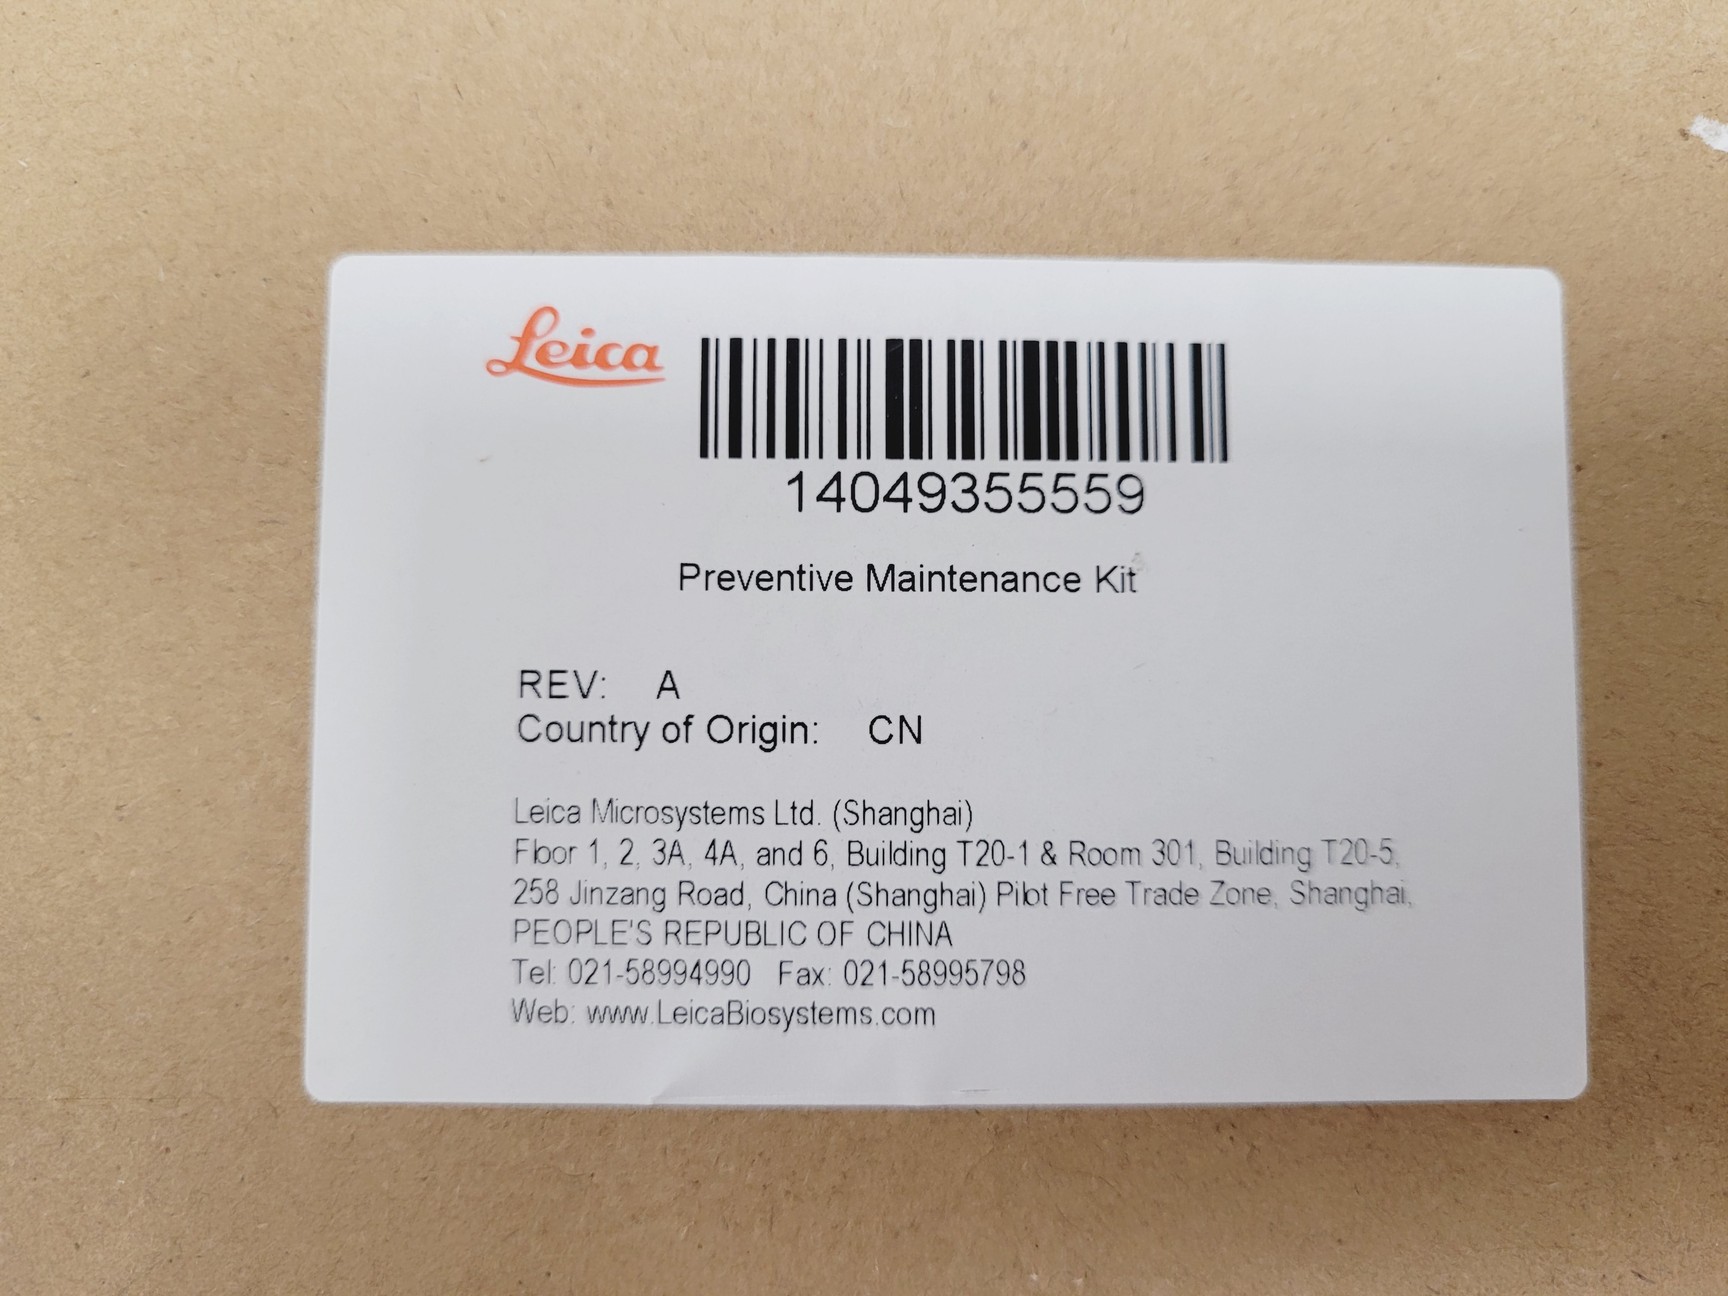 Leica
14049355559
Preventive Maintenance Kit
REV: A
Country of Origin: CN
Leica Microsystems Ltd. (Shanghai)
Floor 1, 2, 3A, 4A, and 6, Building T20-1 & Room 301, Building T20-5,
258 Jinzang Road, China (Shanghai) Pilot Free Trade Zone, Shanghai,
PEOPLE'S REPUBLIC OF CHINA
Tel: 021-58994990 Fax: 021-58995798
Web: www.LeicaBiosystems.com